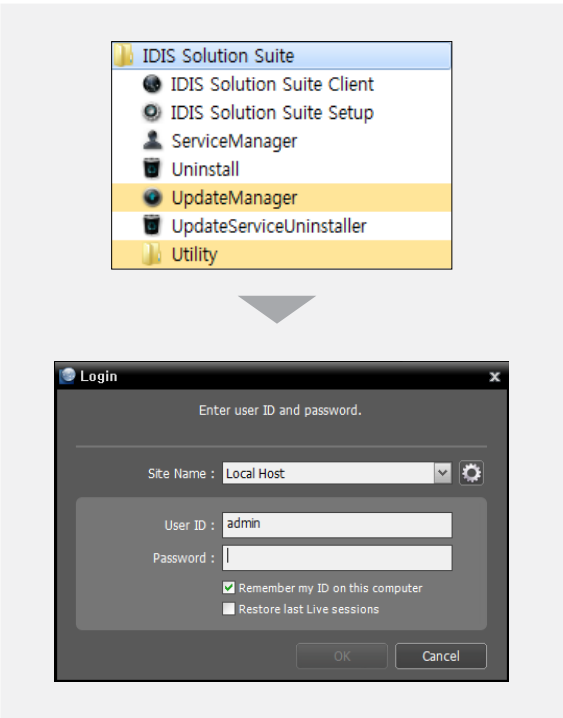 IDIS Solution Suite
IDIS Solution Suite Client
IDIS Solution Suite Setup
ServiceManager
Uninstall
UpdateManager
UpdateServiceUninstaller
Utility
Login x
Enter user ID and password.
Site Name : Local Host
User ID : admin
Password :
Remember my ID on this computer
Restore last Live sessions
OK Cancel